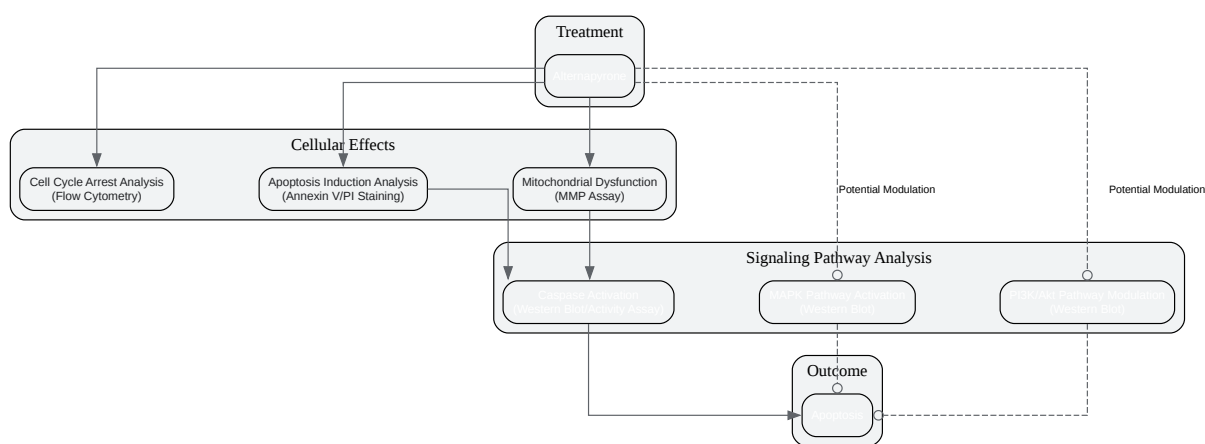 Treatment
Allernapyrone
Cellular Effects
Cell Cycle Arrest Analysis
(Flow Cytometry)
Apoptosis Induction Analysis
(Annexin V/PI Staining)
Mitochondrial Dysfunction
(MMP Assay)
Potential Modulation
Potential Modulation
Signaling Pathway Analysis
Caspase Activation
(Western Blot/Activity Assay)
MAPK Pathway Activation
(Western Blot)
PI3K/Akt Pathway Modulation
(Western Blot)
Outcome
Apoptosis